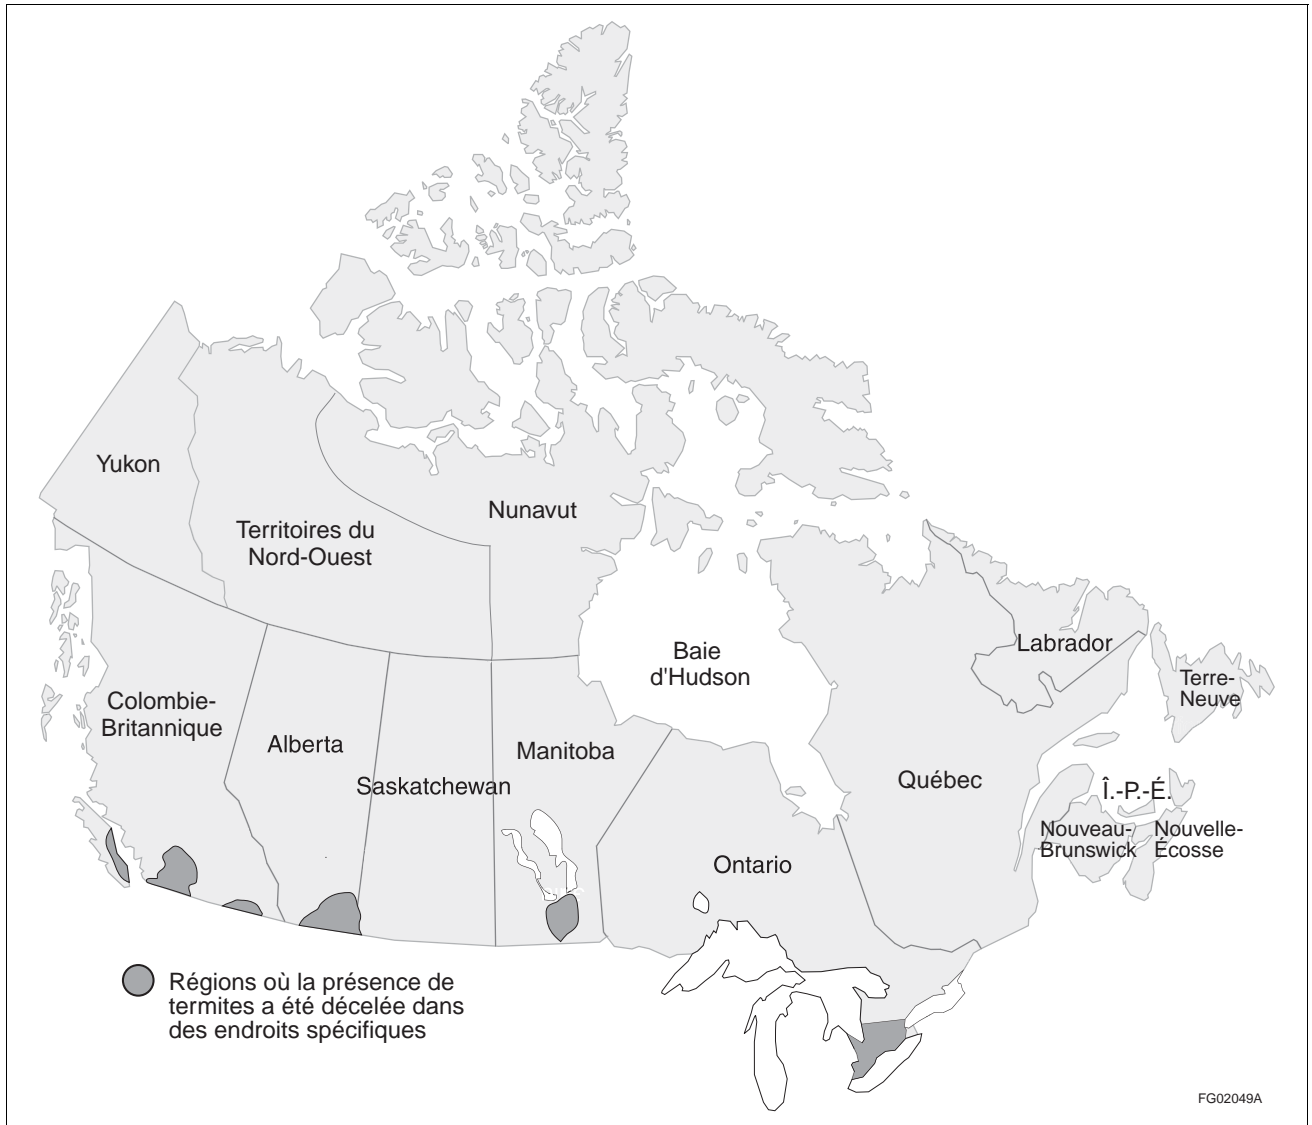 Yukon
Territoires du
Nord-Ouest
Nunavut
Baie
d'Hudson
Labrador
Terre-
Neuve
Colombie-
Britannique
Alberta
Saskatchewan
Manitoba
Ontario
Québec
Î.-P.-É.
Nouveau-
Brunswick
Nouvelle-
Écosse
Régions où la présence de
termites a été décelée dans
des endroits spécifiques
FG02049A